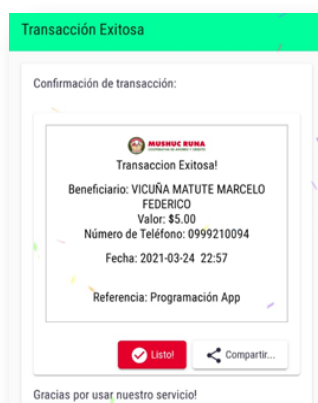 Transacción Exitosa
Confirmación de transacción:
MUSHUC RUNA
Transaccion Exitosa!
Beneficiario: VICUÑA MATUTE MARCELO
FEDERICO
Valor: $5.00
Número de Teléfono: 0999210094
Fecha: 2021-03-24 22:57
Referencia: Programación App
Listo!
Compartir...
Gracias por usar nuestro servicio!